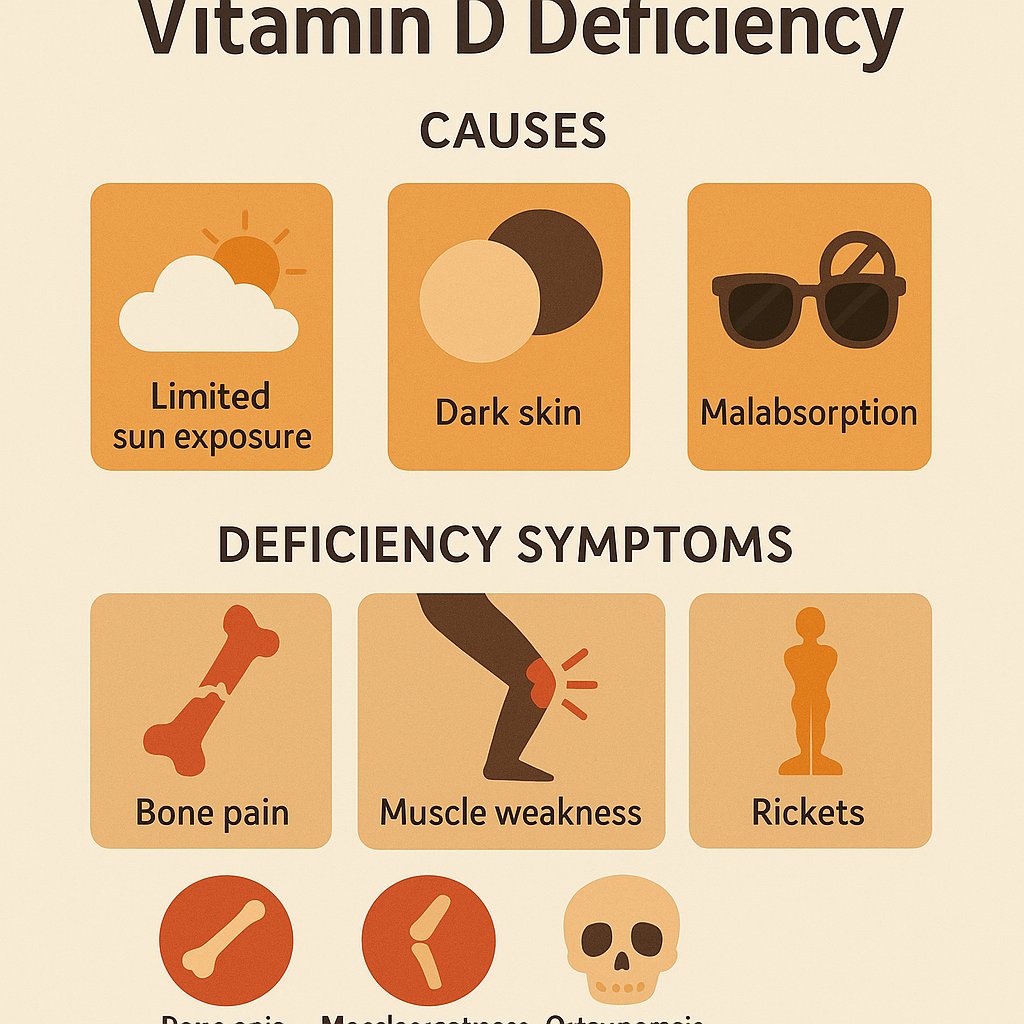 Vitamin D Deficiency
CAUSES
Limited
sun exposure
Dark skin
Malabsorption
DEFICIENCY SYMPTOMS
Bone pain
Muscle weakness
Rickets